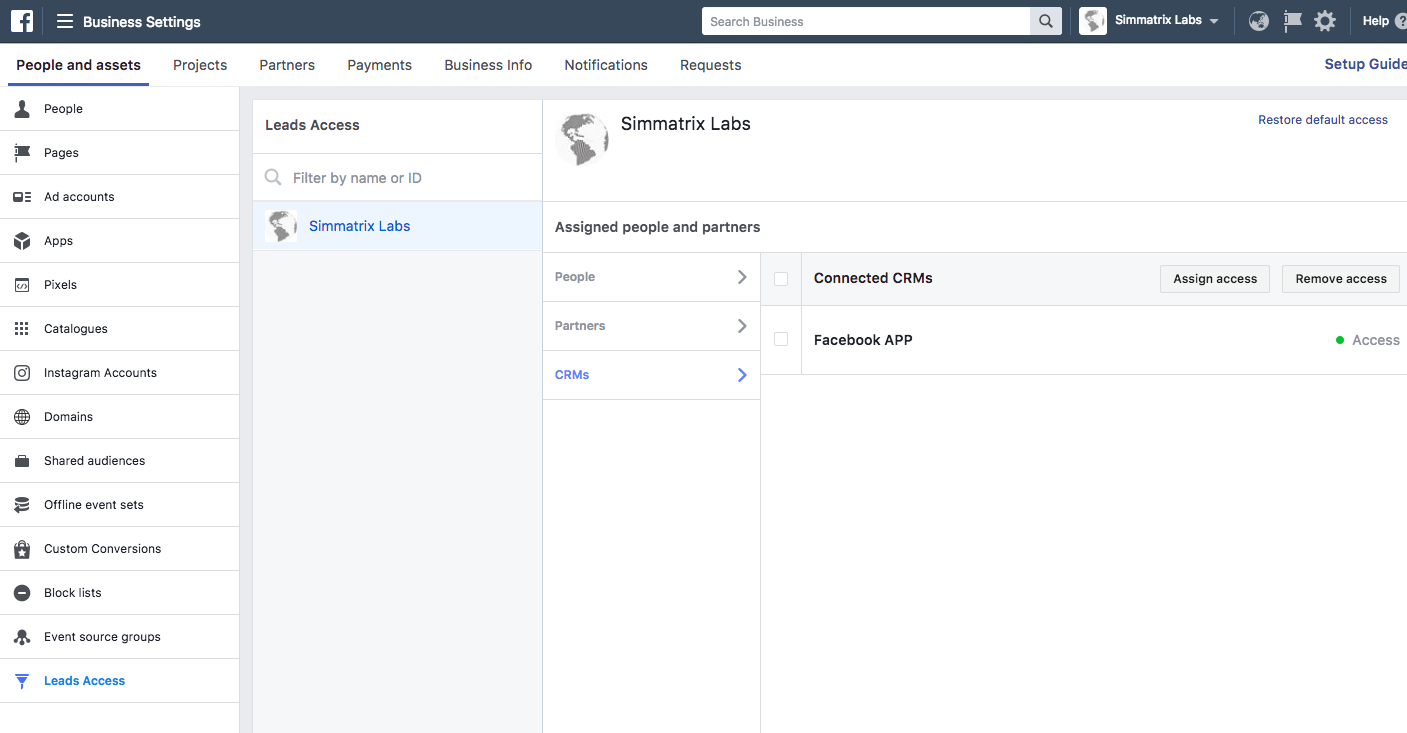 Business Settings
Search Business
Simmatrix Labs
Help
People and assets
Projects
Partners
Payments
Business Info
Notifications
Requests
Setup Guide
People
Pages
Ad accounts
Apps
Pixels
Catalogues
Instagram Accounts
Domains
Shared audiences
Offline event sets
Custom Conversions
Block lists
Event source groups
Leads Access
Leads Access
Filter by name or ID
Simmatrix Labs
Simmatrix Labs
Restore default access
Assigned people and partners
People
Partners
CRMs
Connected CRMs
Assign access
Remove access
Facebook APP
Access